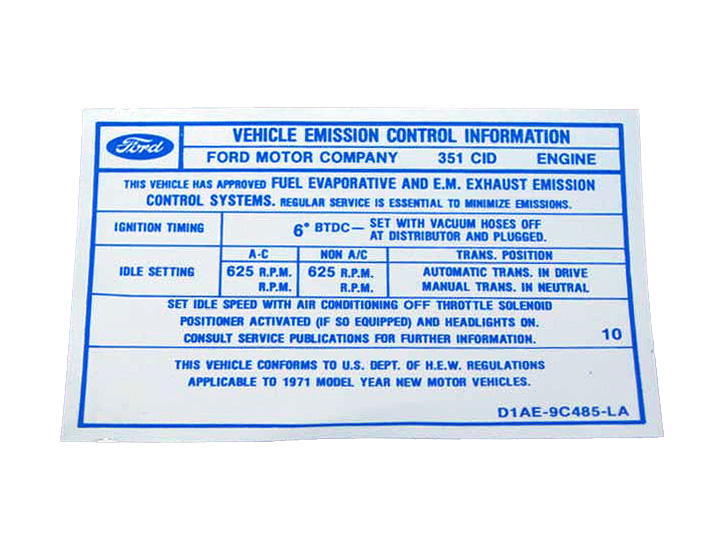 Ford
VEHICLE EMISSION CONTROL INFORMATION
FORD MOTOR COMPANY 351 CID ENGINE
THIS VEHICLE HAS APPROVED FUEL EVAPORATIVE AND E.M. EXHAUST EMISSION
CONTROL SYSTEMS. REGULAR SERVICE IS ESSENTIAL TO MINIMIZE EMISSIONS.
IGNITION TIMING 6° BTDC— SET WITH VACUUM HOSES OFF
AT DISTRIBUTOR AND PLUGGED.
A-C NON A/C TRANS. POSITION
IDLE SETTING 625 R.P.M. 625 R.P.M. AUTOMATIC TRANS. IN DRIVE
R.P.M. R.P.M. MANUAL TRANS. IN NEUTRAL
SET IDLE SPEED WITH AIR CONDITIONING OFF THROTTLE SOLENOID
POSITIONER ACTIVATED (IF SO EQUIPPED) AND HEADLIGHTS ON.
CONSULT SERVICE PUBLICATIONS FOR FURTHER INFORMATION. 10
THIS VEHICLE CONFORMS TO U.S. DEPT. OF H.E.W. REGULATIONS
APPLICABLE TO 1971 MODEL YEAR NEW MOTOR VEHICLES.
D1AE-9C485-LA